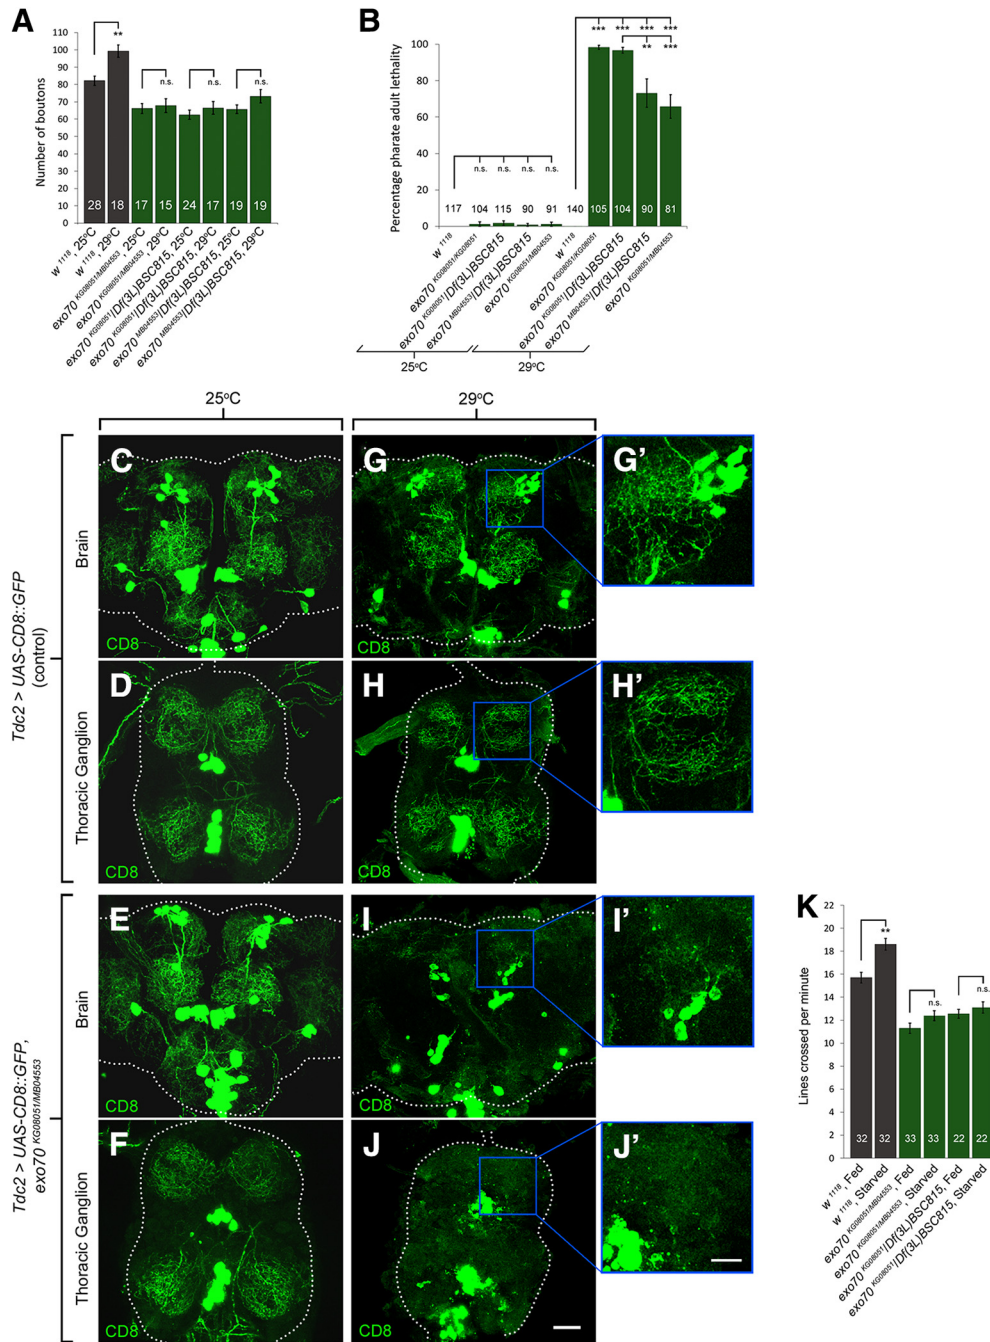 A
Number of boutons
110
100
90
80
70
60
50
40
30
20
10
0
**
n.s.
n.s.
n.s.
28
18
17
15
24
17
19
19
w 1118, 25°C
w 1118, 29°C
exo70 KG08051/MB04553, 25°C
exo70 KG08051/MB04553, 29°C
exo70 KG08051/Df(3L)BSC815, 25°C
exo70 KG08051/Df(3L)BSC815, 29°C
exo70 MB04553/Df(3L)BSC815, 25°C
exo70 MB04553/Df(3L)BSC815, 29°C
B
Percentage pharate adult lethality
100
80
60
40
20
0
*** *** *** ***
** ***
n.s. n.s. n.s. n.s.
117
104
115
90
91
140
105
104
90
81
w 1118
exo70 KG08051/KG08051
exo70 KG08051/Df(3L)BSC815
exo70 MB04553/Df(3L)BSC815
exo70 KG08051/MB04553
w 1118
exo70 KG08051/KG08051
exo70 KG08051/Df(3L)BSC815
exo70 MB04553/Df(3L)BSC815
exo70 KG08051/MB04553
25°C
29°C
25°C
29°C
Tdc2 > UAS-CD8::GFP
(control)
Brain
C
CD8
G
CD8
G'
Thoracic Ganglion
D
CD8
H
CD8
H'
Tdc2 > UAS-CD8::GFP,
exo70 KG08051/MB04553
Brain
E
CD8
I
CD8
I'
Thoracic Ganglion
F
CD8
J
CD8
J'
K
Lines crossed per minute
22
20
18
16
14
12
10
8
6
4
2
0
**
n.s.
n.s.
32
32
33
33
22
22
w 1118, Fed
w 1118, Starved
exo70 KG08051/MB04553, Fed
exo70 KG08051/MB04553, Starved
exo70 KG08051/Df(3L)BSC815, Fed
exo70 KG08051/Df(3L)BSC815, Starved